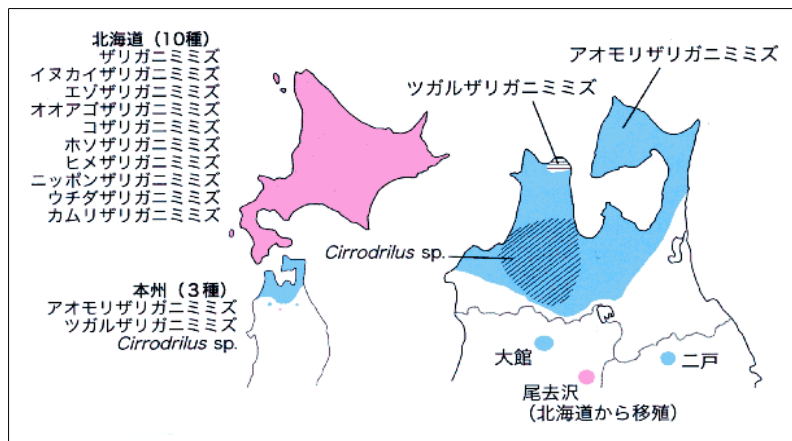 北海道（10種）
ザリガニミミズ
イヌカイザリガニミミズ
エゾザリガニミミズ
オオアゴザリガニミミズ
コザリガニミミズ
ホソザリガニミミズ
ヒメザリガニミミズ
ニッポンザリガニミミズ
ウチダザリガニミミズ
カムリザリガニミミズ
本州（３種）
アオモリザリガニミミズ
ツガルザリガニミミズ
Cirrodrilus sp.
アオモリザリガニミミズ
ツガルザリガニミミズ
Cirrodrilus sp.
大館
二戸
尾去沢
（北海道から移殖）